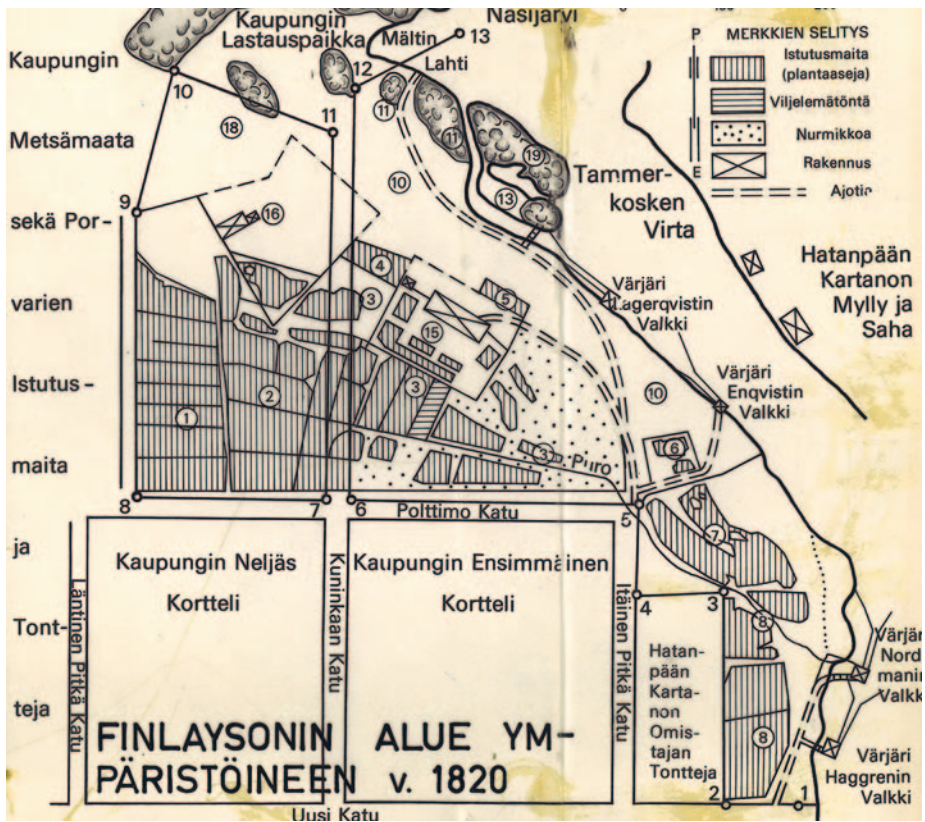 Näsijärvi
Kaupungin
Lastauspaikka
Mältin
Lahti
13
12
10
11
9
8
7
6
5
4
3
2
1
Kaupungin
Metsämaata
sekä Por-
varien
Istutus-
maita
ja
Tont-
teja
P
E
MERKKIEN SELITYS
Istutusmaita
(plantaaseja)
Viljelemätöntä
Nurmikkoa
Rakennus
Ajotie
Tammer-
kosken
Virta
Hatanpään
Kartanon
Mylly ja
Saha
Värjäri
Lagerqvistin
Valkki
Värjäri
Enqvistin
Valkki
18
11
11
19
13
10
16
4
3
5
15
3
2
1
3
10
6
7
8
8
Puro
Polttimo Katu
Kaupungin Neljäs
Kortteli
Kaupungin Ensimmäinen
Kortteli
Läntinen Pitkä Katu
Kuninkaan Katu
Itäinen Pitkä Katu
Hatan-
pään
Karta-
non
Omis-
tajan
Tontteja
Värjär
Nord
manin
Valkk
Värjäri
Haggrenin
Valkki
FINLAYSONIN ALUE YM-
PÄRISTÖINEEN v. 1820
Uusi Katu